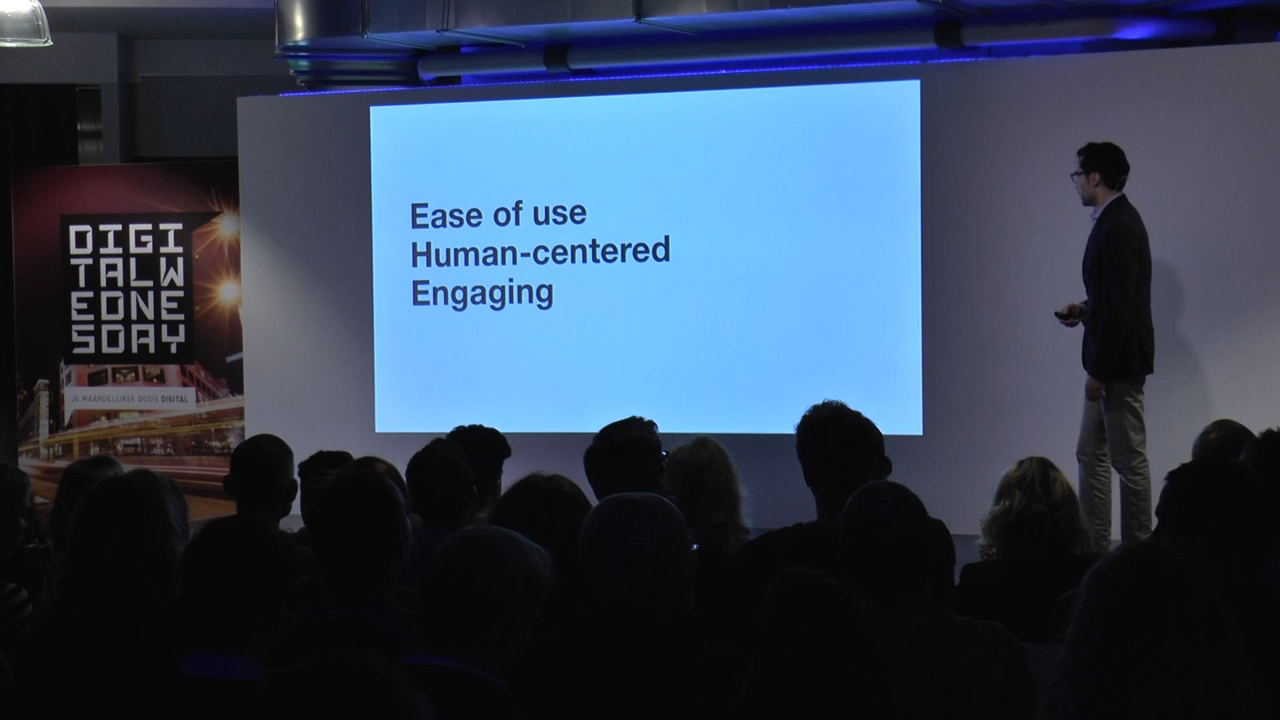 DIGI
TALW
EDNE
SDAY
JE MAANDELIJKSE DOSIS DIGITAL
Ease of use
Human-centered
Engaging